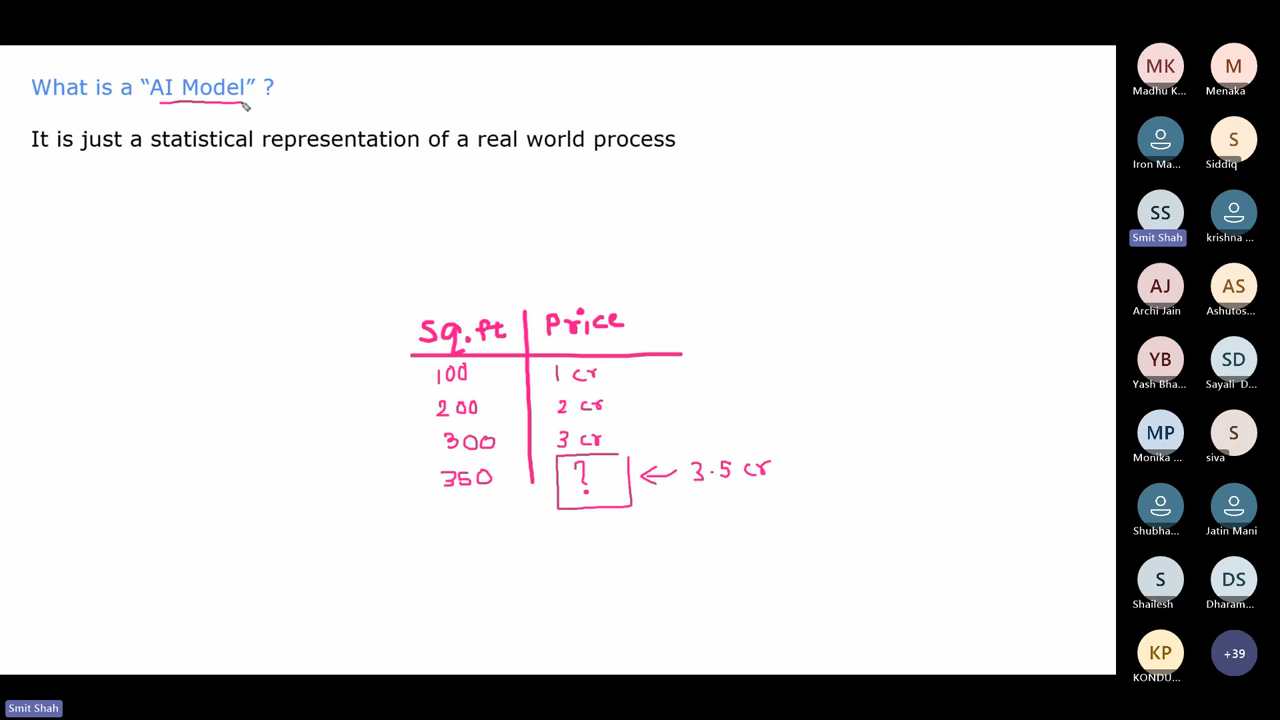 What is a “AI Model” ?
It is just a statistical representation of a real world process
Sq.ft Price
100 1 cr
200 2 cr
300 3 cr
350 ? ← 3.5 cr
MK M
Madhu K... Menaka
S
Iron Ma... Siddiq
SS
Smit Shah krishna ...
AJ AS
Archi Jain Ashutos...
YB SD
Yash Bha... Sayali D...
MP S
Monika ... siva
Shubha... Jatin Mani
S DS
Shailesh Dharam...
KP +39
KONDU...
Smit Shah